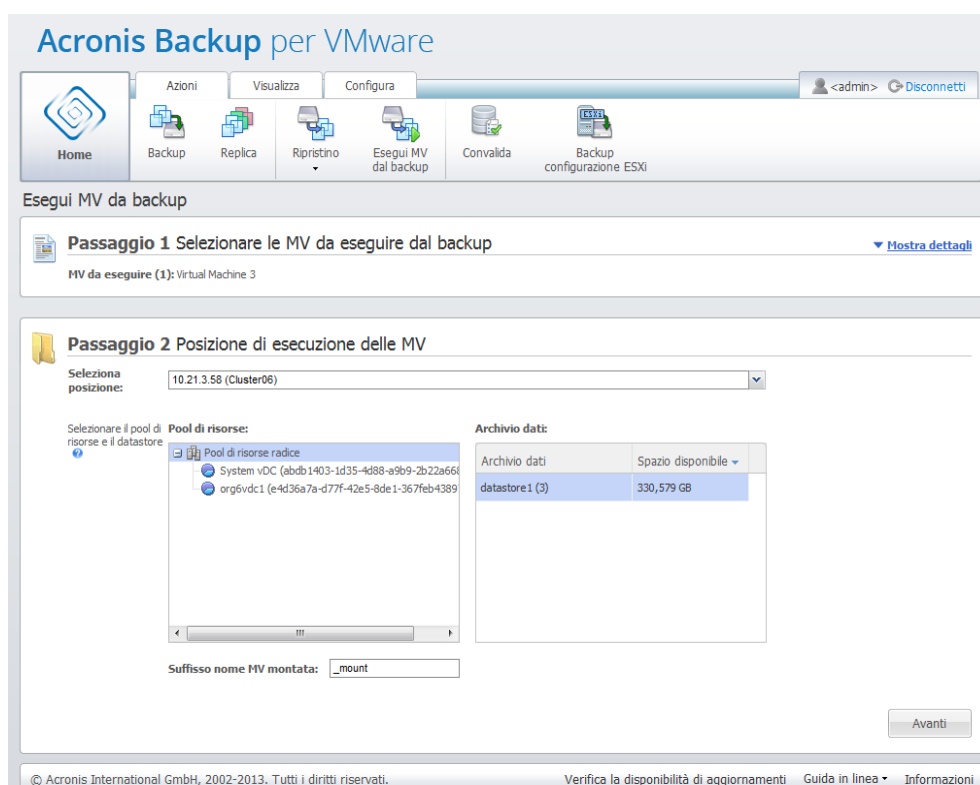 Acronis Backup per VMware
Azioni
Visualizza
Configura
<admin>
Disconnetti
Home
Backup
Replica
Ripristino
Esegui MV
dal backup
Convalida
Backup
configurazione ESXi
Esegui MV da backup
Passaggio 1 Selezionare le MV da eseguire dal backup
Mostra dettagli
MV da eseguire (1): Virtual Machine 3
Passaggio 2 Posizione di esecuzione delle MV
Seleziona
posizione:
10.21.3.58 (Cluster06)
Selezionare il pool di
risorse e il datastore
Pool di risorse:
Pool di risorse radice
System vDC (abdb1403-1d35-4d88-a9b9-2b22a668
org6vdc1 (e4d36a7a-d77f-42e5-8de1-367feb4389
Archivio dati:
Archivio dati
Spazio disponibile
datastore1 (3)
330,579 GB
Suffisso nome MV montata:
_mount
Avanti
© Acronis International GmbH, 2002-2013. Tutti i diritti riservati.
Verifica la disponibilità di aggiornamenti
Guida in linea
Informazioni